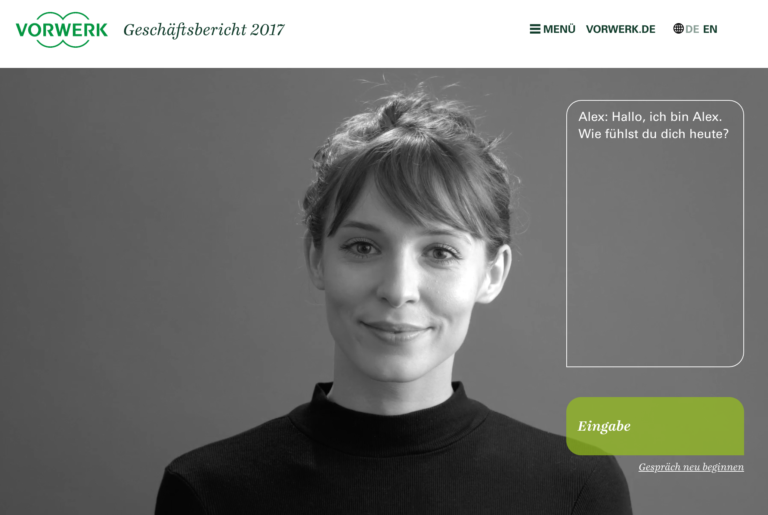 VORWERK Geschäftsbericht 2017 MENÜ VORWERK.DE DE EN
Alex: Hallo, ich bin Alex.
Wie fühlst du dich heute?
Eingabe
Gespräch neu beginnen